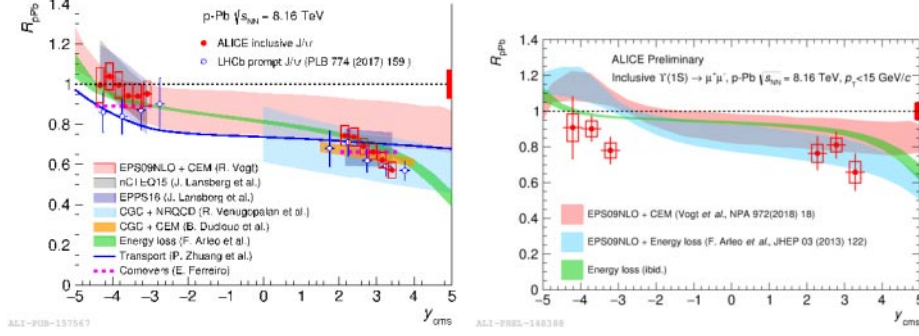 R_pPb
1.4
1.2
1
0.8
0.6
0.4
0.2
0
p-Pb √s_NN = 8.16 TeV
ALICE inclusive J/ψ
LHCb prompt J/ψ (PLB 774 (2017) 159)
EPS09NLO + CEM (R. Vogt)
nCTEQ15 (J. Lansberg et al.)
EPPS16 (J. Lansberg et al.)
CGC + NRQCD (R. Venugopalan et al.)
CGC + CEM (B. Ducloue et al.)
Energy loss (F. Arleo et al.)
Transport (P. Zhuang et al.)
Comovers (E. Ferreiro)
−5 −4 −3 −2 −1 0 1 2 3 4 5
y_cms
ALI-PUB-157567
R_pPb
1.4
1.2
1
0.8
0.6
0.4
0.2
0
ALICE Preliminary
Inclusive ϒ(1S) → μ⁺μ⁻, p-Pb √s_NN = 8.16 TeV, p_T<15 GeV/c
EPS09NLO + CEM (Vogt et al., NPA 972(2018) 18)
EPS09NLO + Energy loss (F. Arleo et al., JHEP 03 (2013) 122)
Energy loss (ibid.)
−5 −4 −3 −2 −1 0 1 2 3 4 5
y_cms